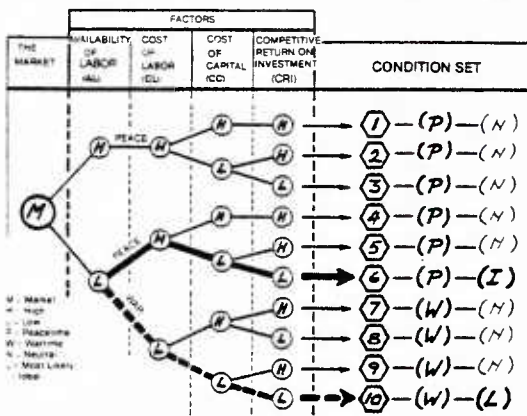 FACTORS
THE MARKET
AVAILABILITY OF LABOR (AL)
COST OF LABOR (CL)
COST OF CAPITAL (CC)
COMPETITIVE RETURN ON INVESTMENT (CRI)
CONDITION SET
H H → 1 — (P) — (N)
H PEACE H H
→ 2 — (P) — (N)
L L → 3 — (P) — (N)
M H H → 4 — (P) — (N)
PEACE H H → 5 — (P) — (N)
L L L → 6 — (P) — (I)
WAR H H → 7 — (W) — (N)
L → 8 — (W) — (N)
L H → 9 — (W) — (N)
L L → 10 — (W) — (L)
M - Market
H - High
L - Low
P - Peacetime
W - Wartime
N - Neutral
L - Most Likely
I - Ideal